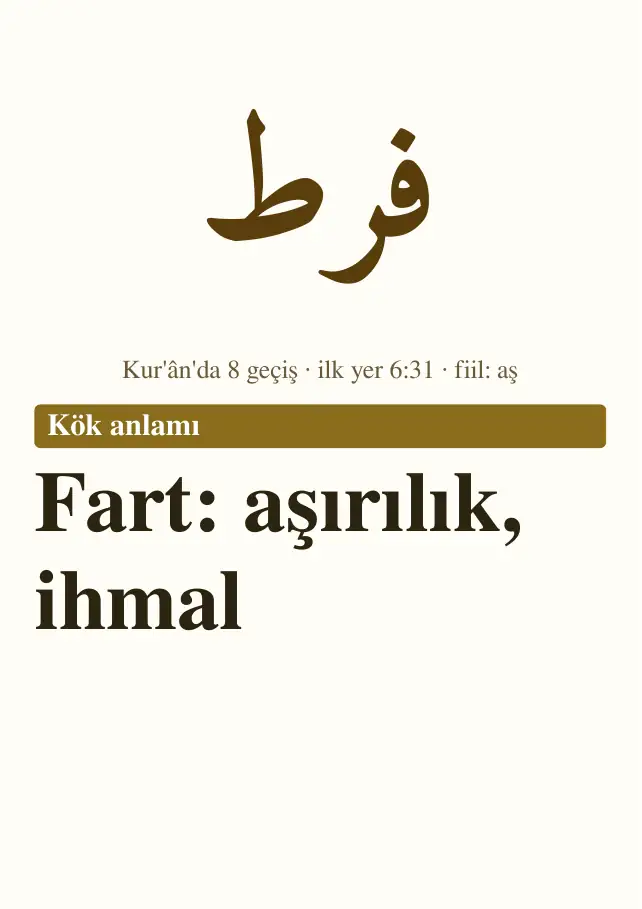 فرط
Kur'ân'da 8 geçiş · ilk yer 6:31 · fiil: aş
Kök anlamı
Fart: aşırılık,
ihmal